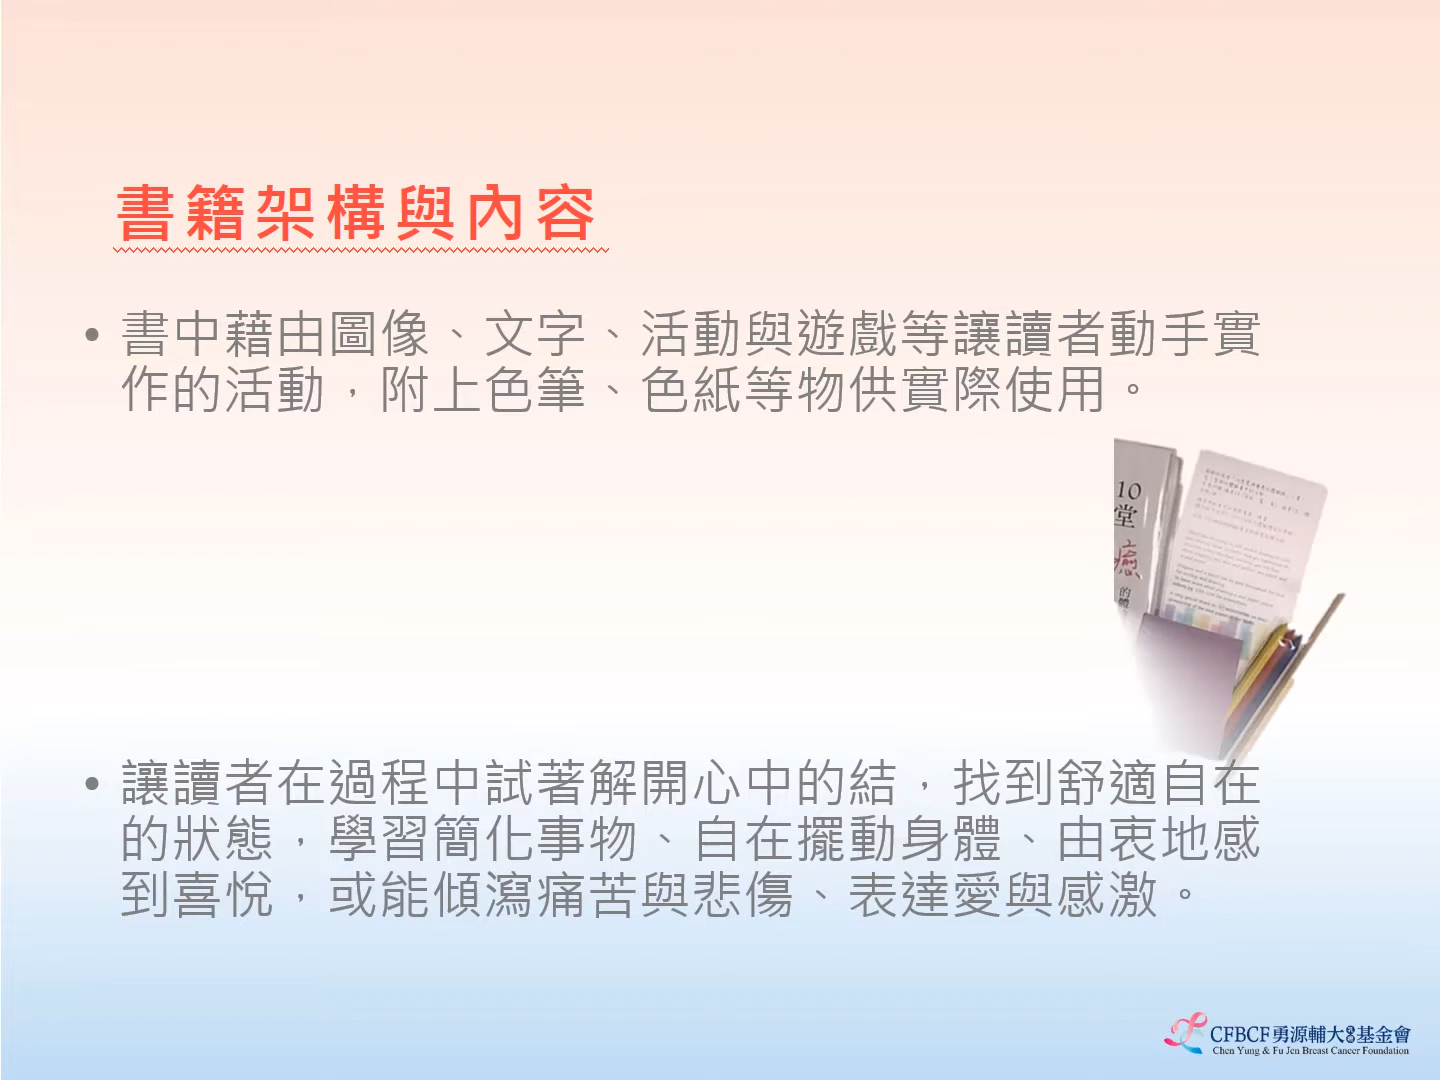 書籍架構與內容
• 書中藉由圖像、文字、活動與遊戲等讓讀者動手實
作的活動，附上色筆、色紙等物供實際使用。
10
堂
癒
的
體
• 讓讀者在過程中試著解開心中的結，找到舒適自在
的狀態，學習簡化事物、自在擺動身體、由衷地感
到喜悅，或能傾瀉痛苦與悲傷、表達愛與感激。
CFBCF勇源輔大基金會
Chen Yung & Fu Jen Breast Cancer Foundation